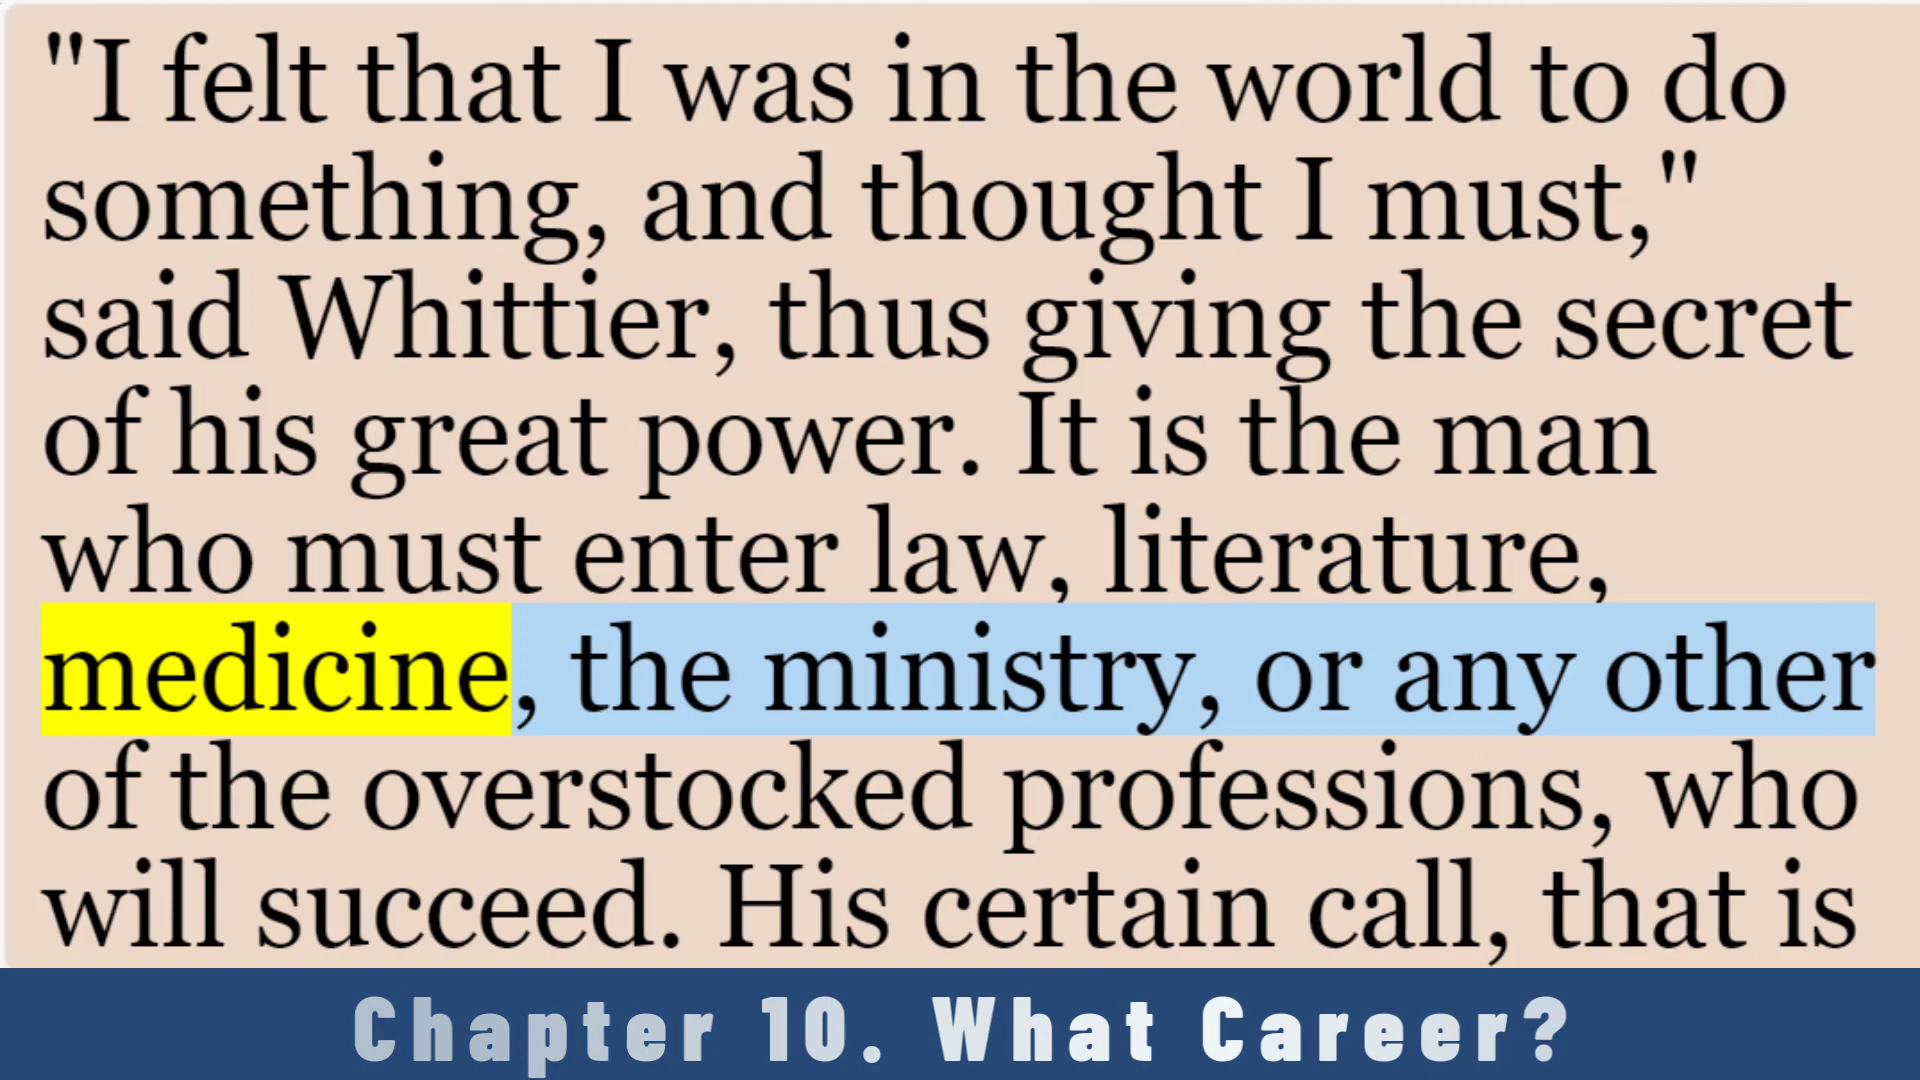 "I felt that I was in the world to do
something, and thought I must,"
said Whittier, thus giving the secret
of his great power. It is the man
who must enter law, literature,
medicine, the ministry, or any other
of the overstocked professions, who
will succeed. His certain call, that is
Chapter 10. What Career?